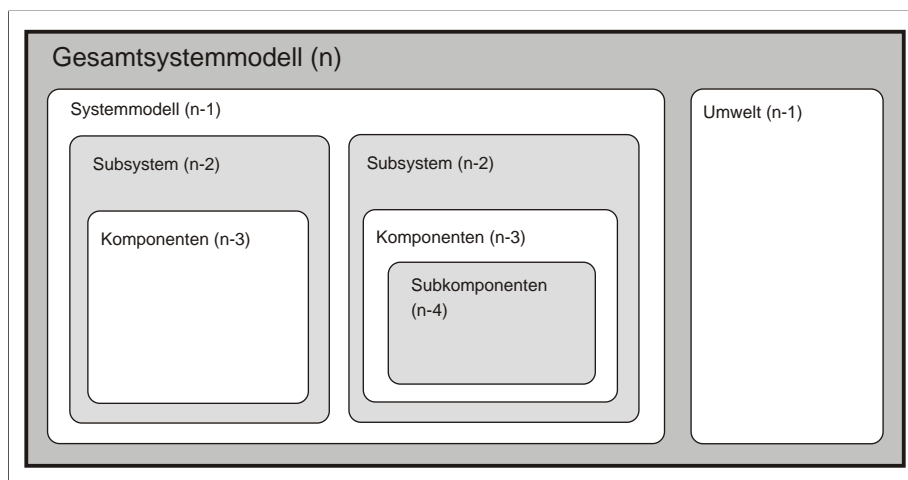 Gesamtsystemmodell (n)
Systemmodell (n-1)
Umwelt (n-1)
Subsystem (n-2)
Subsystem (n-2)
Komponenten (n-3)
Komponenten (n-3)
Subkomponenten
(n-4)